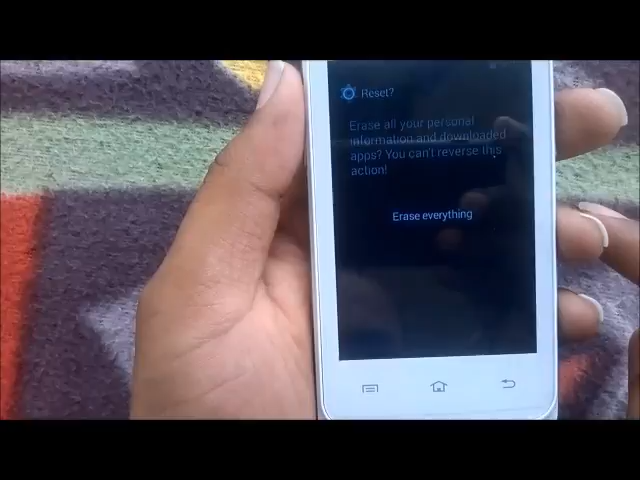 Reset?
Erase all your personal
information and downloaded
apps? You can't reverse this
action!
Erase everything